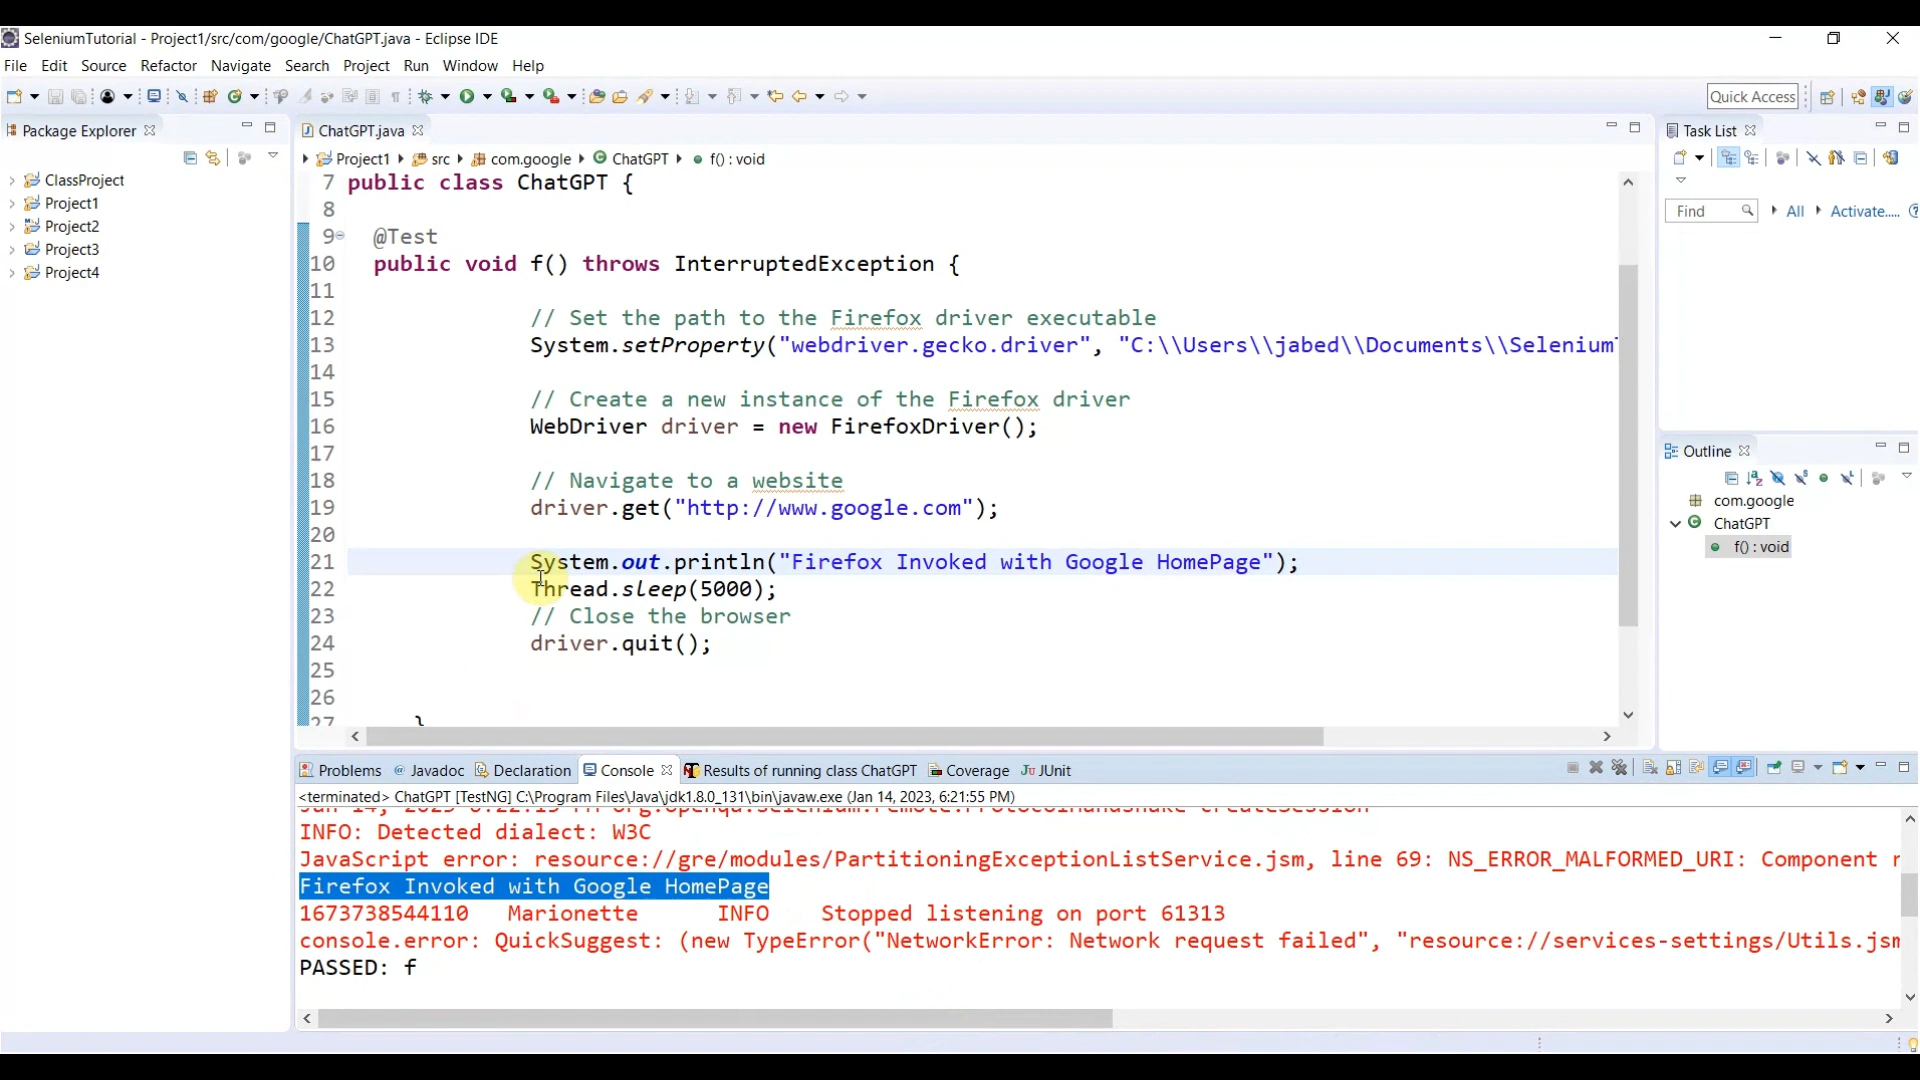 SeleniumTutorial - Project1/src/com/google/ChatGPT.java - Eclipse IDE
File Edit Source Refactor Navigate Search Project Run Window Help
Quick Access
Package Explorer
ClassProject
Project1
Project2
Project3
Project4
ChatGPT.java
Project1 src com.google ChatGPT f() : void
7 public class ChatGPT {
8
9 @Test
10 public void f() throws InterruptedException {
11
12 // Set the path to the Firefox driver executable
13 System.setProperty("webdriver.gecko.driver", "C:\\Users\\jabed\\Documents\\Selenium
14
15 // Create a new instance of the Firefox driver
16 WebDriver driver = new FirefoxDriver();
17
18 // Navigate to a website
19 driver.get("http://www.google.com");
20
21 System.out.println("Firefox Invoked with Google HomePage");
22 Thread.sleep(5000);
23 // Close the browser
24 driver.quit();
25
26
27 }
Task List
Find All Activate.... ?
Outline
com.google
ChatGPT
f() : void
Problems @ Javadoc Declaration Console Results of running class ChatGPT Coverage JUnit
<terminated> ChatGPT [TestNG] C:\Program Files\Java\jdk1.8.0_131\bin\javaw.exe (Jan 14, 2023, 6:21:55 PM)
INFO: Detected dialect: W3C
JavaScript error: resource://gre/modules/PartitioningExceptionListService.jsm, line 69: NS_ERROR_MALFORMED_URI: Component
Firefox Invoked with Google HomePage
1673738544110 Marionette INFO Stopped listening on port 61313
console.error: QuickSuggest: (new TypeError("NetworkError: Network request failed", "resource://services-settings/Utils.jsm
PASSED: f